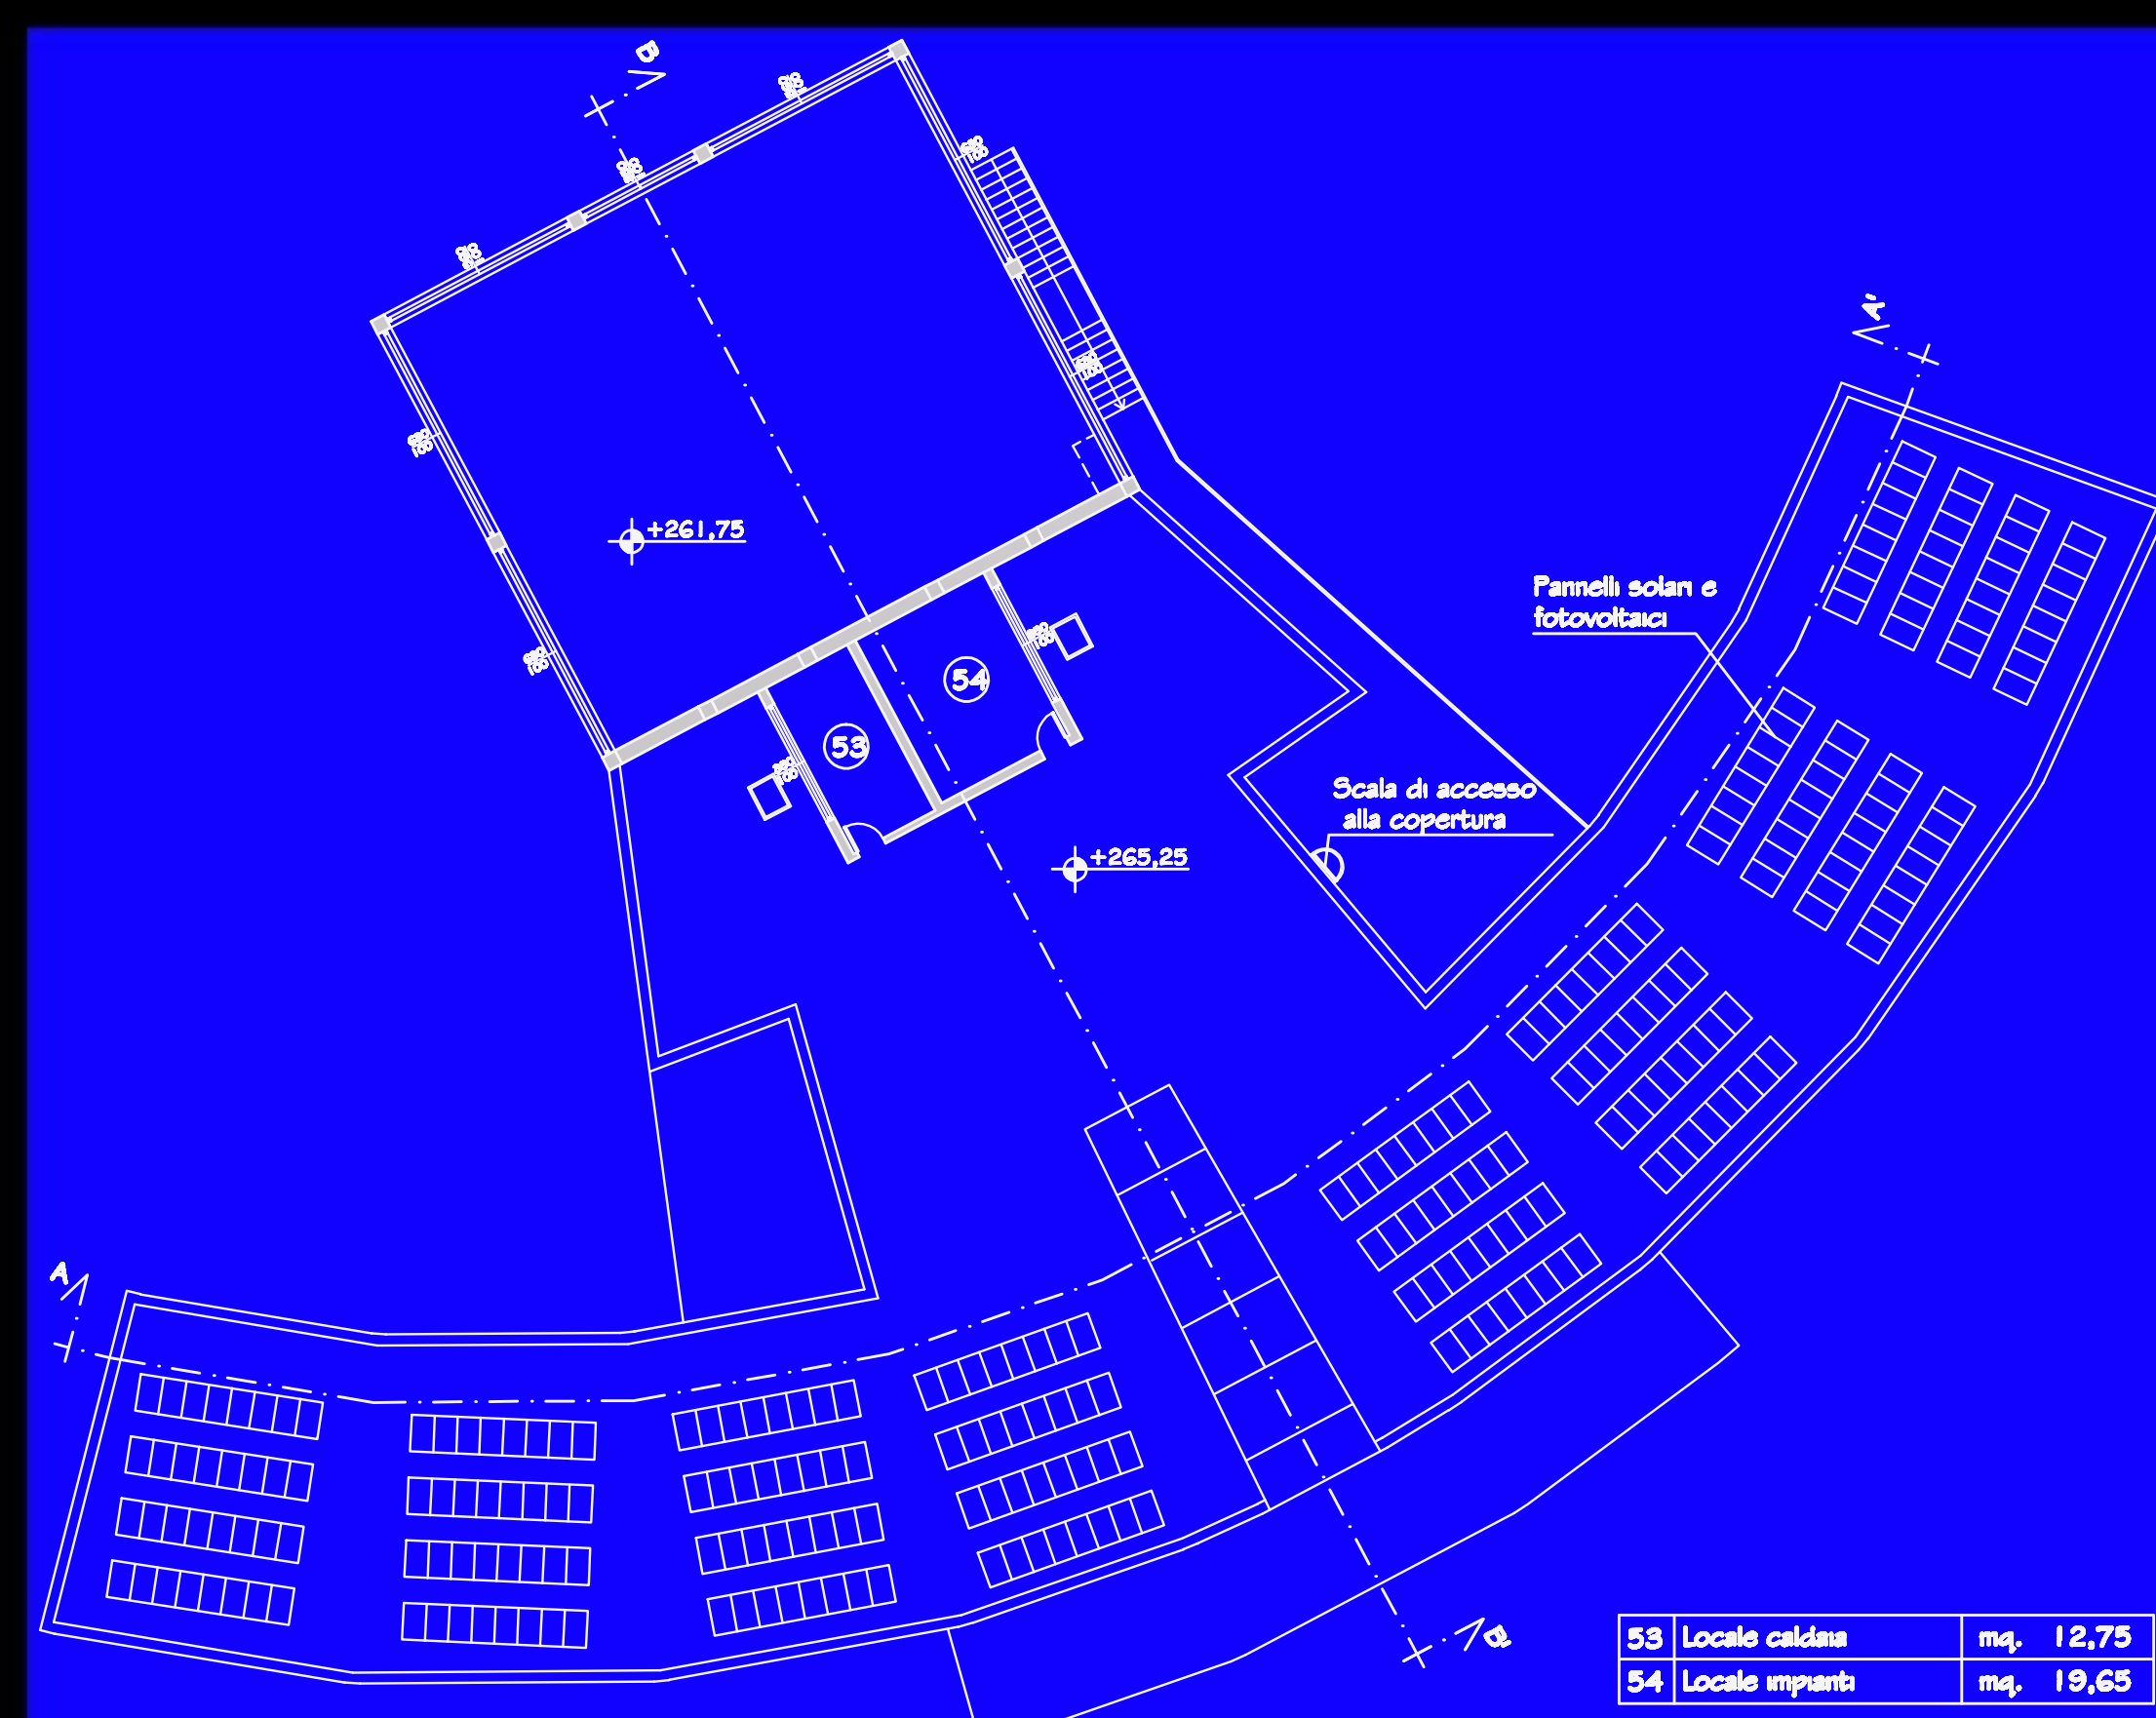 B
A'
+261,75
Pannelli solari e
fotovoltaici
54
53
Scala di accesso
alla copertura
+265,25
A
B'
53 Locale caldaia mq. 12,75
54 Locale impianti mq. 19,65